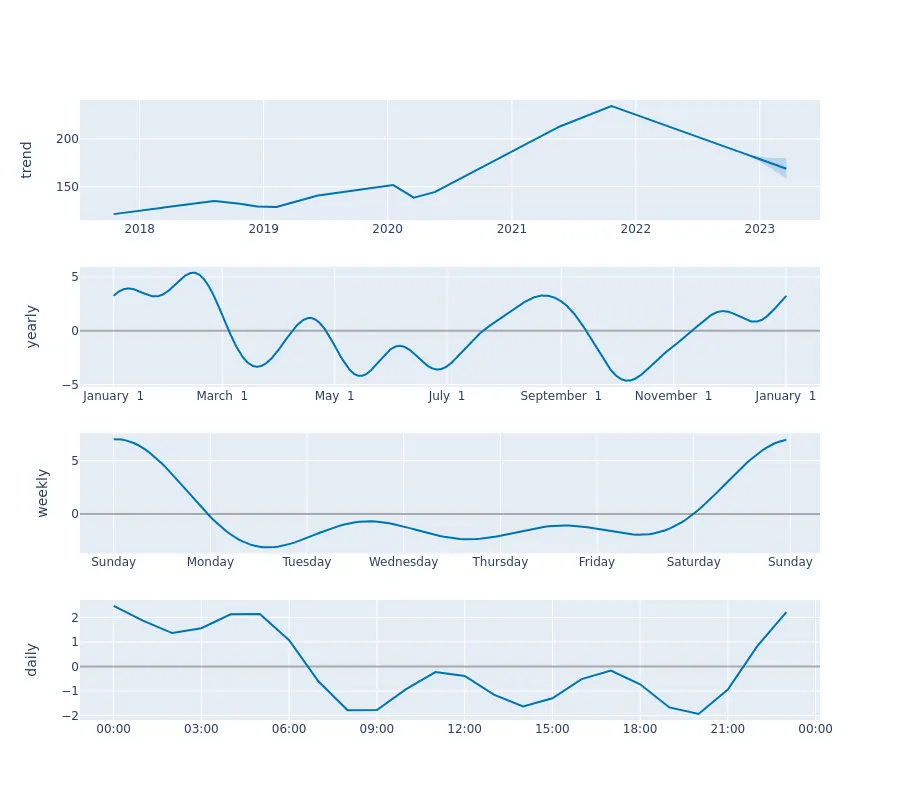 trend
200
150
2018 2019 2020 2021 2022 2023
yearly
5
0
−5
January 1 March 1 May 1 July 1 September 1 November 1 January 1
weekly
5
0
Sunday Monday Tuesday Wednesday Thursday Friday Saturday Sunday
daily
2
1
0
−1
−2
00:00 03:00 06:00 09:00 12:00 15:00 18:00 21:00 00:00